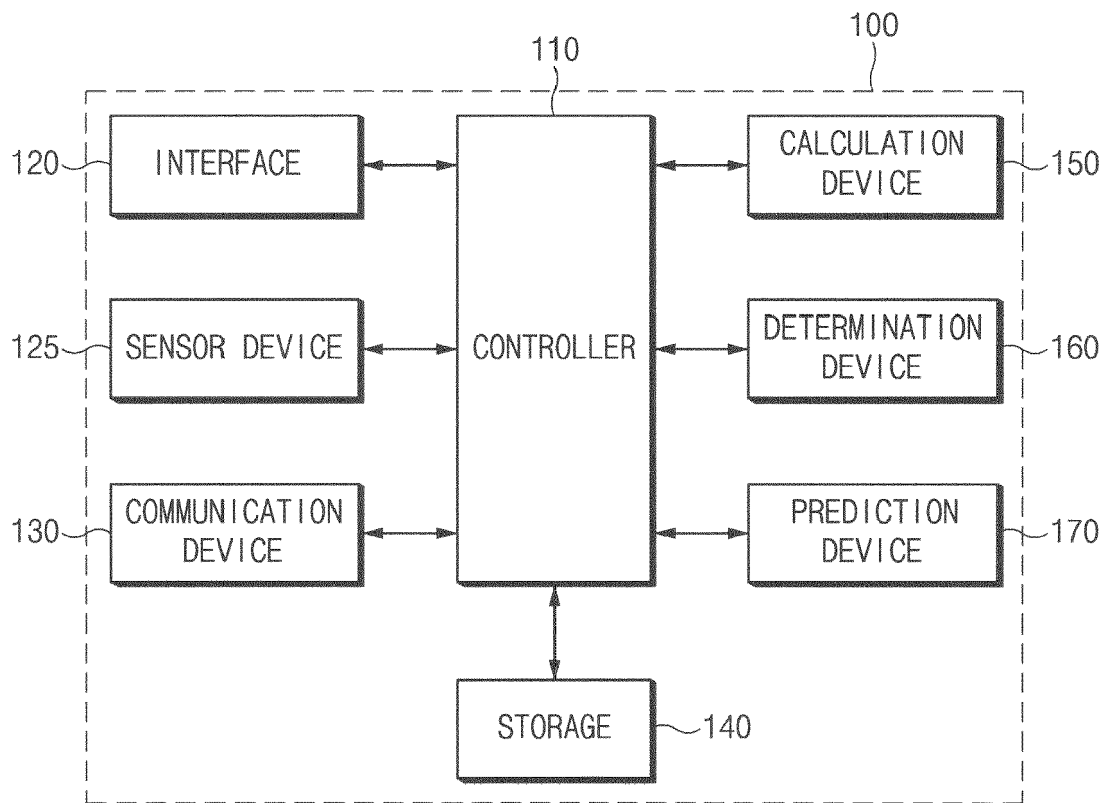 100
110
120
INTERFACE
CALCULATION
DEVICE
150
125
SENSOR DEVICE
CONTROLLER
DETERMINATION
DEVICE
160
130
COMMUNICATION
DEVICE
PREDICTION
DEVICE
170
STORAGE
140